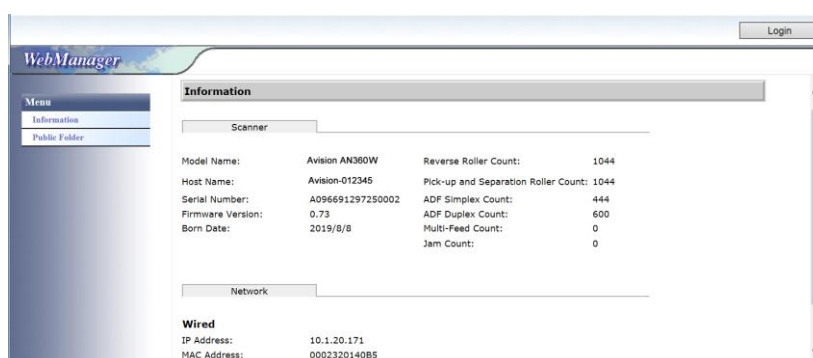 Login
WebManager
Menu
Information
Public Folder
Information
Scanner
Model Name: Avision AN360W Reverse Roller Count: 1044
Host Name: Avision-012345 Pick-up and Separation Roller Count: 1044
Serial Number: A096691297250002 ADF Simplex Count: 444
Firmware Version: 0.73 ADF Duplex Count: 600
Born Date: 2019/8/8 Multi-Feed Count: 0
Jam Count: 0
Network
Wired
IP Address: 10.1.20.171
MAC Address: 0002320140B5